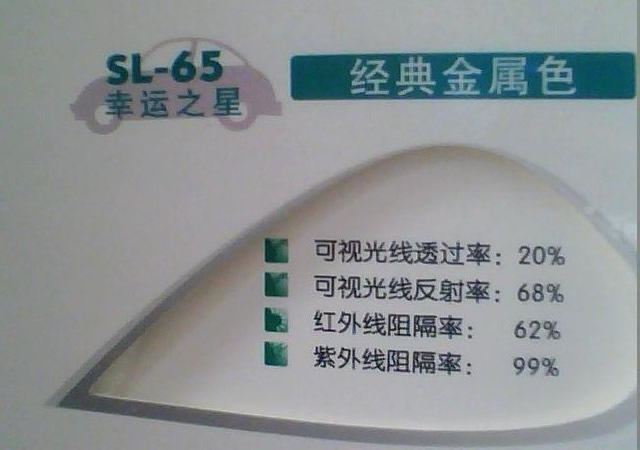 SL-65
幸运之星
经典金属色
可视光线透过率：20%
可视光线反射率：68%
红外线阻隔率： 62%
紫外线阻隔率： 99%